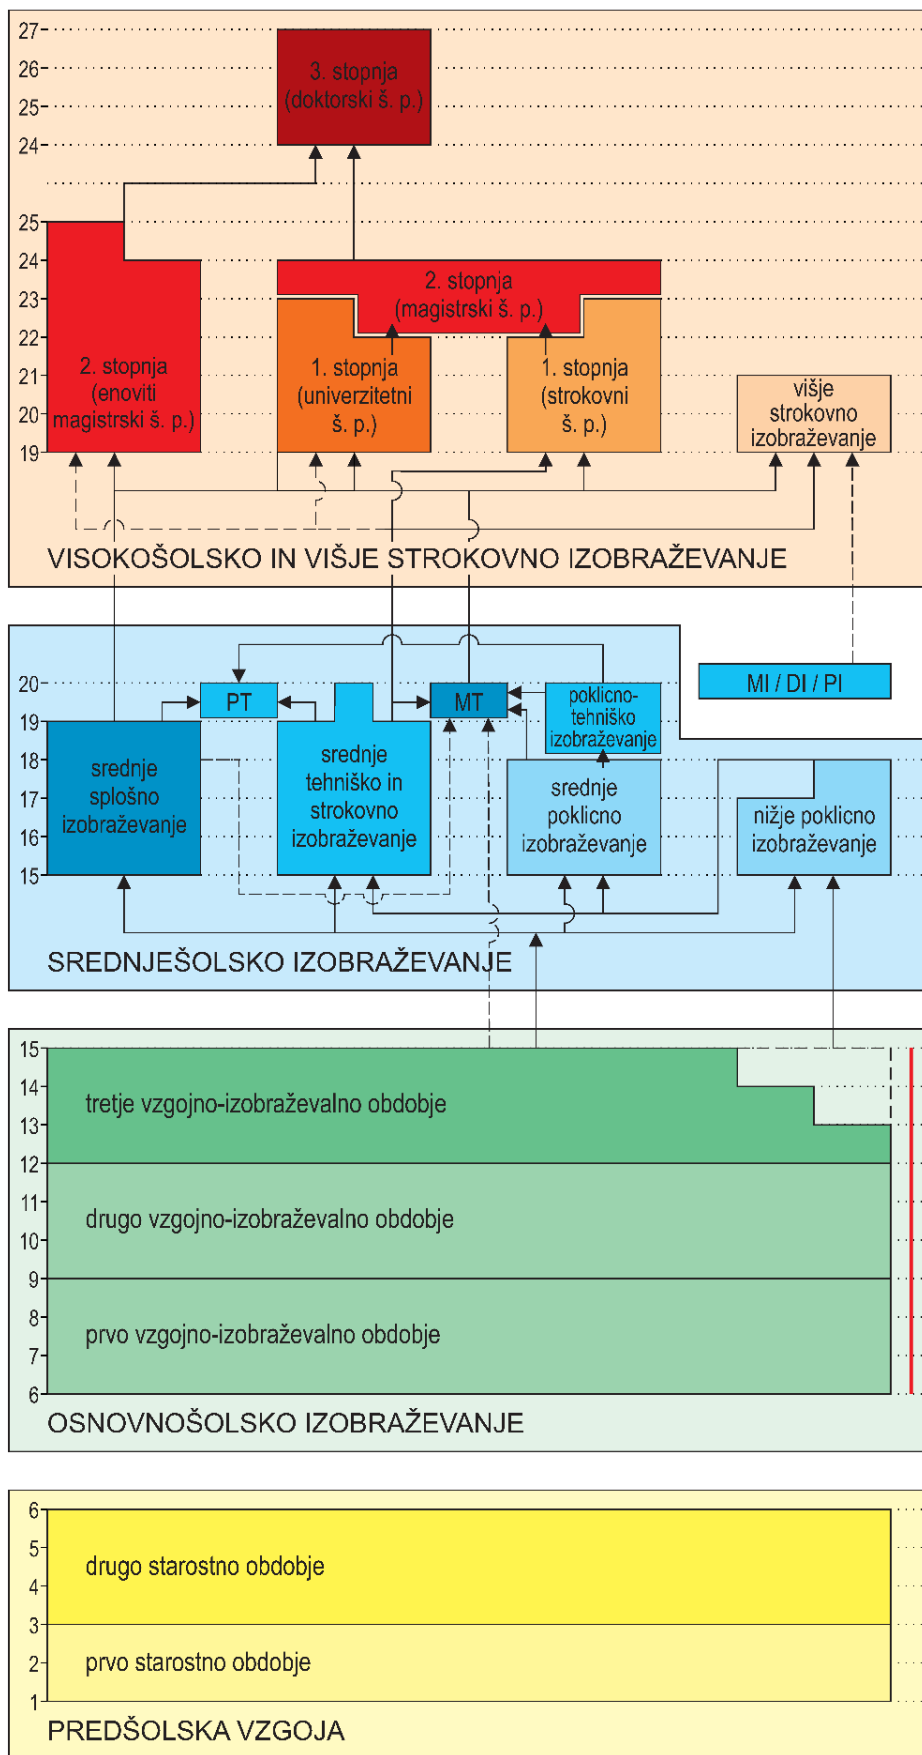 27
26
25
24
3. stopnja
(doktorski š. p.)
25
24
23
22
21
20
19
2. stopnja
(enoviti
magistrski š. p.)
2. stopnja
(magistrski š. p.)
1. stopnja
(univerzitetni
š. p.)
1. stopnja
(strokovni
š. p.)
višje
strokovno
izobraževanje
VISOKOŠOLSKO IN VIŠJE STROKOVNO IZOBRAŽEVANJE
MI / DI / PI
20
19
18
17
16
15
PT
MT
poklicno-
tehniško
izobraževanje
srednje
splošno
izobraževanje
srednje
tehniško in
strokovno
izobraževanje
srednje
poklicno
izobraževanje
nižje poklicno
izobraževanje
SREDNJEŠOLSKO IZOBRAŽEVANJE
15
14
13
12
11
10
9
8
7
6
tretje vzgojno-izobraževalno obdobje
drugo vzgojno-izobraževalno obdobje
prvo vzgojno-izobraževalno obdobje
OSNOVNOŠOLSKO IZOBRAŽEVANJE
6
5
4
3
2
1
drugo starostno obdobje
prvo starostno obdobje
PREDŠOLSKA VZGOJA